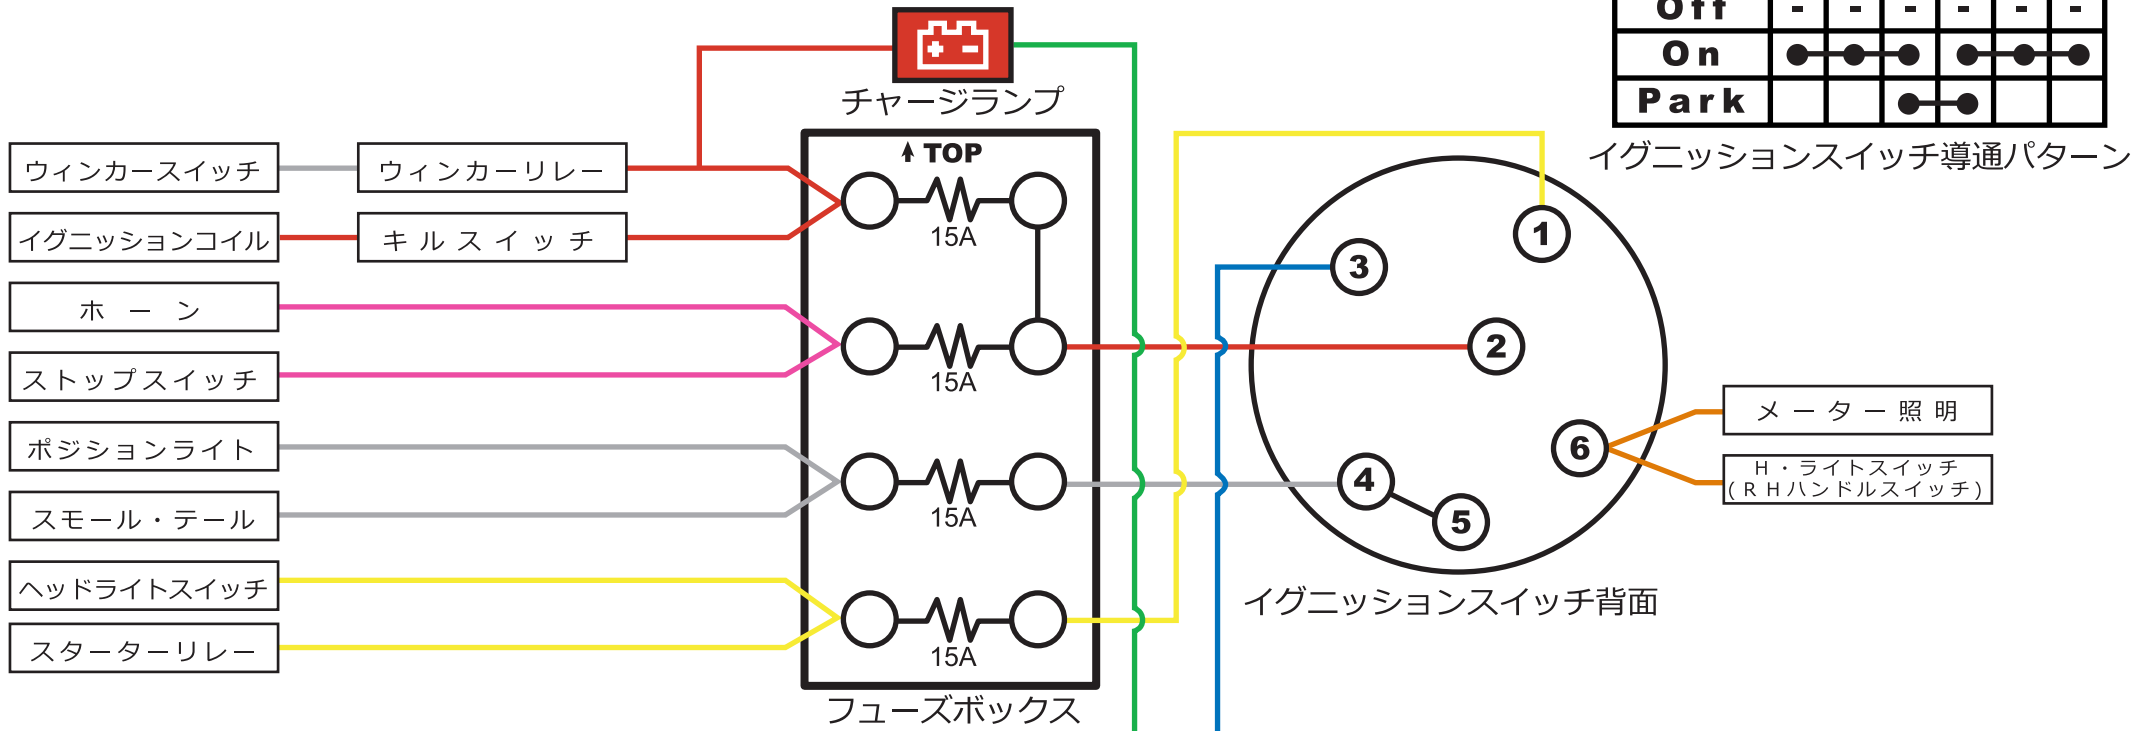 Off - - - - - -
On
Park
イグニッションスイッチ導通パターン
チャージランプ
↑ TOP
ウィンカースイッチ
ウィンカーリレー
イグニッションコイル
キルスイッチ
ホーン
ストップスイッチ
ポジションライト
スモール・テール
ヘッドライトスイッチ
スターターリレー
15A
15A
15A
15A
フューズボックス
1
3
2
6
4
5
イグニッションスイッチ背面
メーター照明
H・ライトスイッチ
(RHハンドルスイッチ)